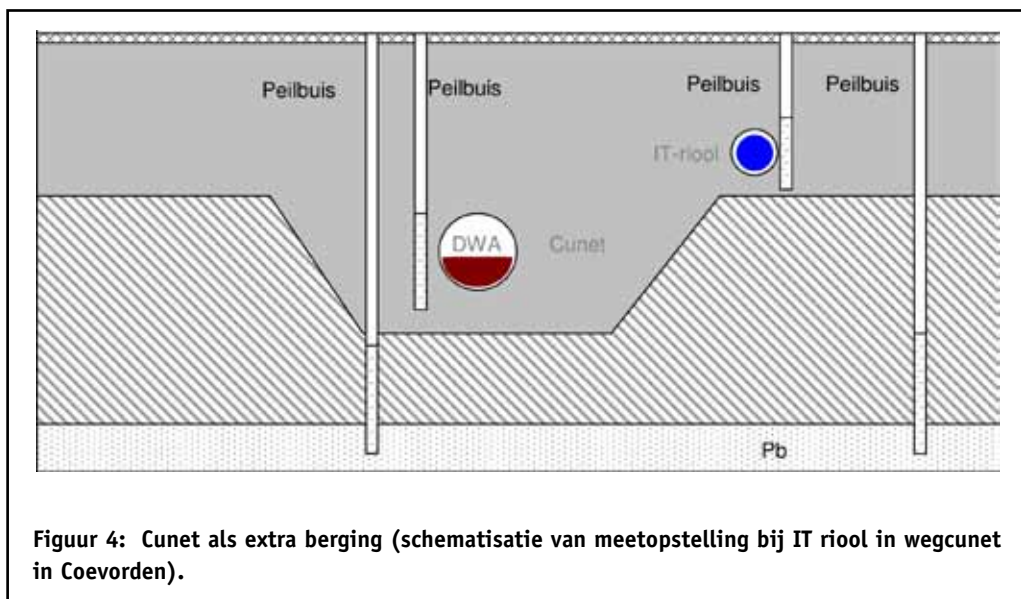 Peilbuis Peilbuis Peilbuis Peilbuis
IT-riool
DWA Cunet
Pb
Figuur 4: Cunet als extra berging (schematisatie van meetopstelling bij IT riool in wegcunet
in Coevorden).